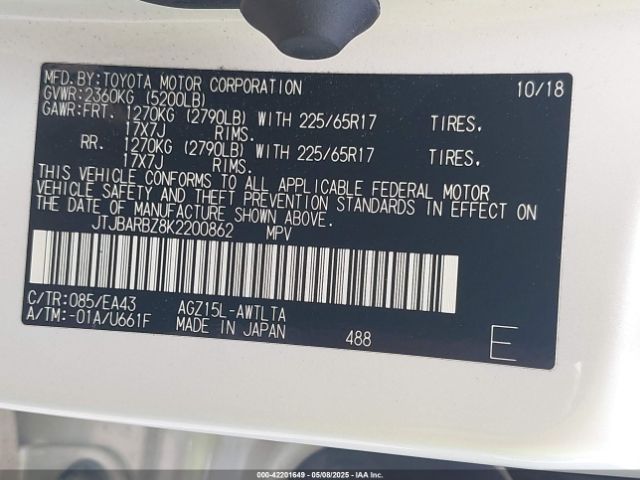 MFD.BY:TOYOTA MOTOR CORPORATION 10/18
GVWR:2360KG (5200LB)
GAWR:FRT. 1270KG (2790LB) WITH 225/65R17 TIRES,
17X7J RIMS.
RR. 1270KG (2790LB) WITH 225/65R17 TIRES,
17X7J RIMS.
THIS VEHICLE CONFORMS TO ALL APPLICABLE FEDERAL MOTOR
VEHICLE SAFETY AND THEFT PREVENTION STANDARDS IN EFFECT ON
THE DATE OF MANUFACTURE SHOWN ABOVE.
JTJBARBZ8K2200862 MPV
C/TR:085/EA43 AGZ15L-AWTLTA
A/TM:-01A/U661F MADE IN JAPAN 488 E
000-42201649 - 05/08/2025 - IAAI.COM